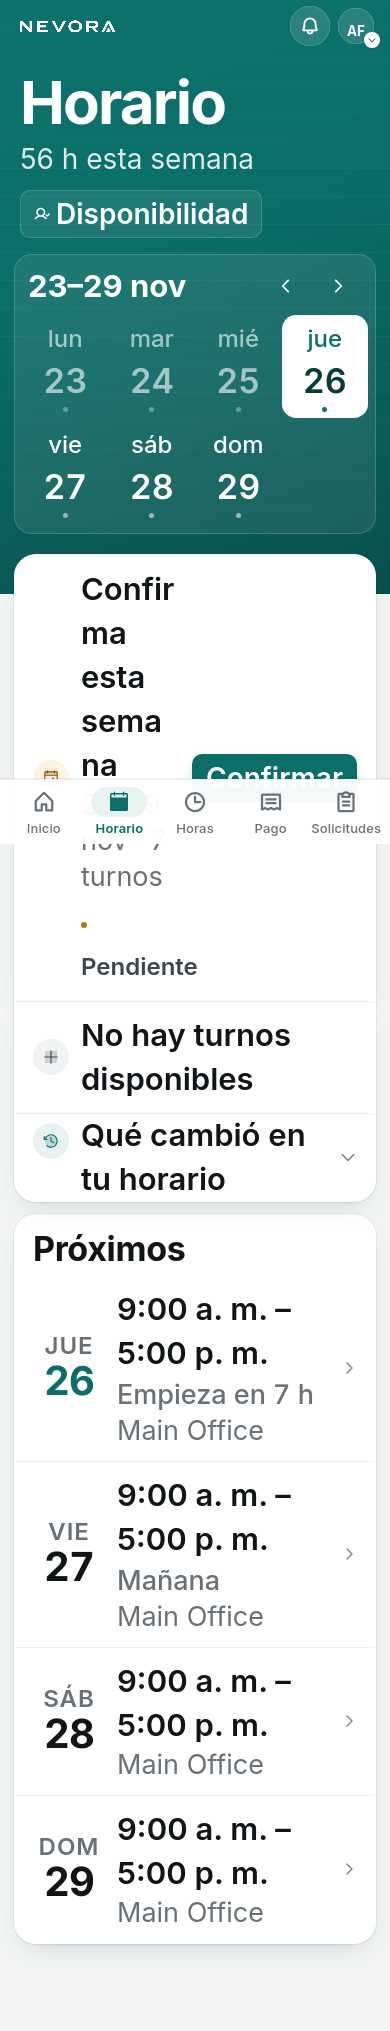 NEVORA
AF
Horario
56 h esta semana
Disponibilidad
23–29 nov
lun mar mié jue
23 24 25 26
vie sáb dom
27 28 29
Confir
ma
esta
sema
na
Confirmar
Inicio Horario Horas Pago Solicitudes
turnos
Pendiente
No hay turnos
disponibles
Qué cambió en
tu horario
Próximos
JUE
26
9:00 a. m. –
5:00 p. m.
Empieza en 7 h
Main Office
VIE
27
9:00 a. m. –
5:00 p. m.
Mañana
Main Office
SÁB
28
9:00 a. m. –
5:00 p. m.
Main Office
DOM
29
9:00 a. m. –
5:00 p. m.
Main Office